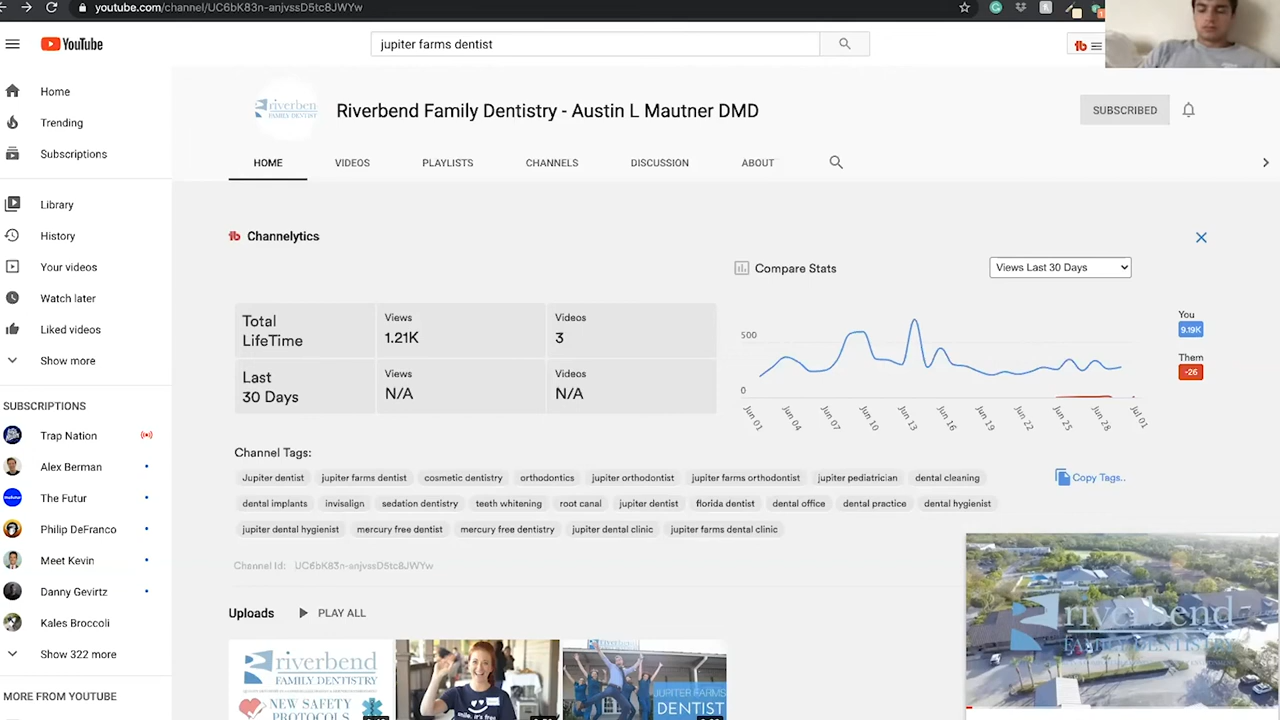 youtube.com/channel/UC6bK83n-anjvssD5tc8JWYw
YouTube
jupiter farms dentist
Home
Trending
Subscriptions
Library
History
Your videos
Watch later
Liked videos
Show more
SUBSCRIPTIONS
Trap Nation
Alex Berman
The Futur
Philip DeFranco
Meet Kevin
Danny Gevirtz
Kales Broccoli
Show 322 more
MORE FROM YOUTUBE
riverben
FAMILY DENTIST
Riverbend Family Dentistry - Austin L Mautner DMD
SUBSCRIBED
HOME VIDEOS PLAYLISTS CHANNELS DISCUSSION ABOUT
Channelytics
Compare Stats
Views Last 30 Days
Total LifeTime
Views
1.21K
Videos
3
Last 30 Days
Views
N/A
Videos
N/A
500
0
Jun 01 Jun 04 Jun 07 Jun 10 Jun 13 Jun 16 Jun 19 Jun 22 Jun 25 Jun 28 Jul 01
You
9.19K
Them
-26
Channel Tags:
Copy Tags..
Jupiter dentist jupiter farms dentist cosmetic dentistry orthodontics jupiter orthodontist jupiter farms orthodontist jupiter pediatrician dental cleaning
dental implants invisalign sedation dentistry teeth whitening root canal jupiter dentist florida dentist dental office dental practice dental hygienist
jupiter dental hygienist mercury free dentist mercury free dentistry jupiter dental clinic jupiter farms dental clinic
Channel Id: UC6bK83n-anjvssD5tc8JWYw
Uploads PLAY ALL
riverbend
FAMILY DENTISTRY
NEW SAFETY
PROTOCOLS
JUPITER FARMS
DENTIST
riverbend
FAMILY DENTISTRY